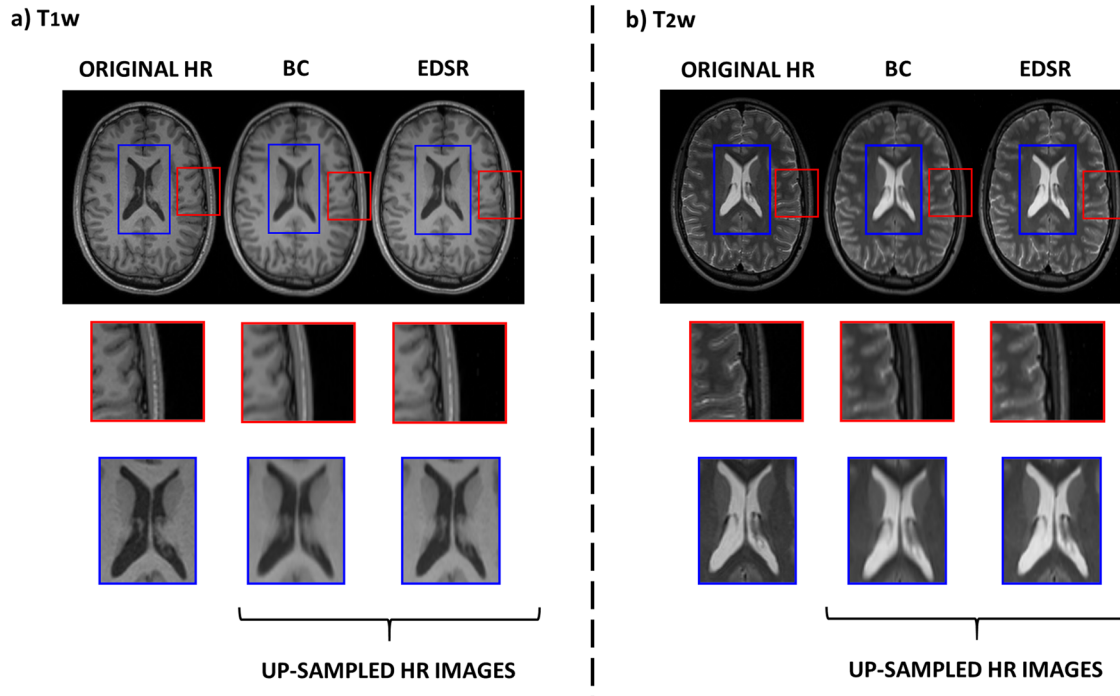 a) T1w
ORIGINAL HR BC EDSR
UP-SAMPLED HR IMAGES
b) T2w
ORIGINAL HR BC EDSR
UP-SAMPLED HR IMAGES